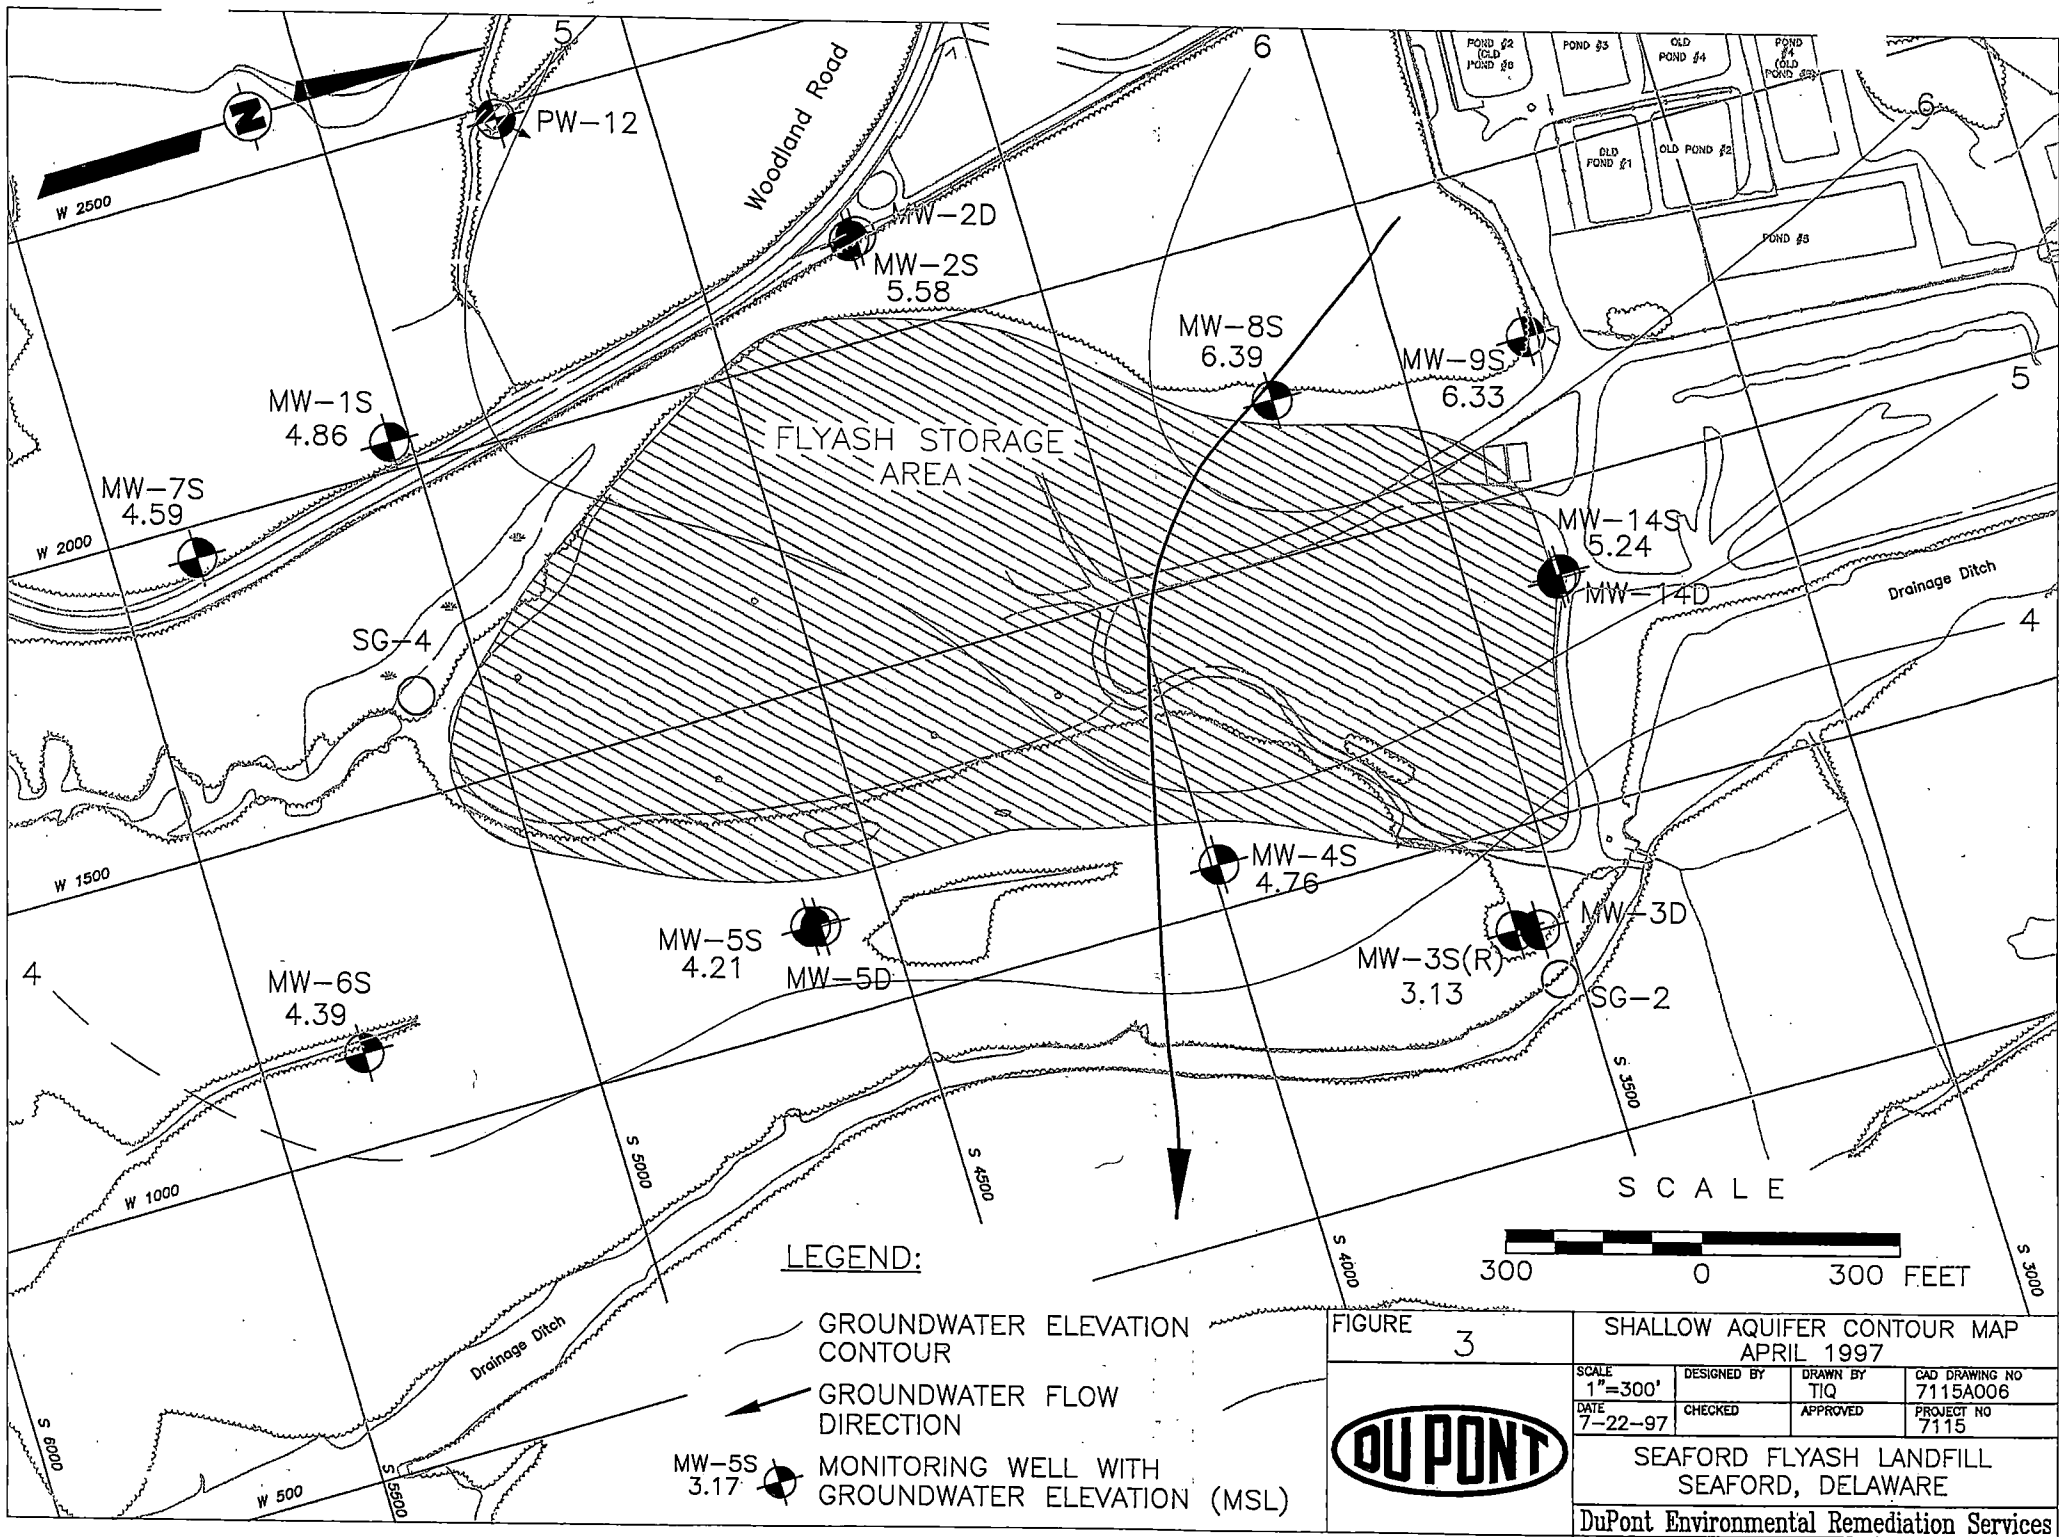 5
6
POND #2
(OLD
POND #8
POND #3
OLD
POND #4
POND
#4
(OLD
6
N
PW-12
Woodland Road
OLD
POND #1
OLD POND #2
W 2500
MW-2D
MW-2S
5.58
POND #5
MW-8S
6.39
MW-9S
6.33
5
MW-1S
4.86
FLYASH STORAGE
AREA
MW-7S
4.59
W 2000
MW-14S
5.24
MW-14D
Drainage Ditch
4
SG-4
W 1500
MW-4S
4.76
MW-3D
MW-5S
4.21
MW-5D
MW-3S(R)
3.13
SG-2
4
MW-6S
4.39
S 3500
S 5000
S 4500
W 1000
SCALE
300 0 300 FEET
S 4000
S 3000
Drainage Ditch
LEGEND:
GROUNDWATER ELEVATION
CONTOUR
GROUNDWATER FLOW
DIRECTION
MW-5S
3.17
MONITORING WELL WITH
GROUNDWATER ELEVATION (MSL)
S 6000
S 5500
W 500
FIGURE
3
SHALLOW AQUIFER CONTOUR MAP
APRIL 1997
SCALE
1"=300'
DESIGNED BY
DRAWN BY
TIQ
CAD DRAWING NO
7115A006
DATE
7-22-97
CHECKED
APPROVED
PROJECT NO
7115
DU PONT
SEAFORD FLYASH LANDFILL
SEAFORD, DELAWARE
DuPont Environmental Remediation Services